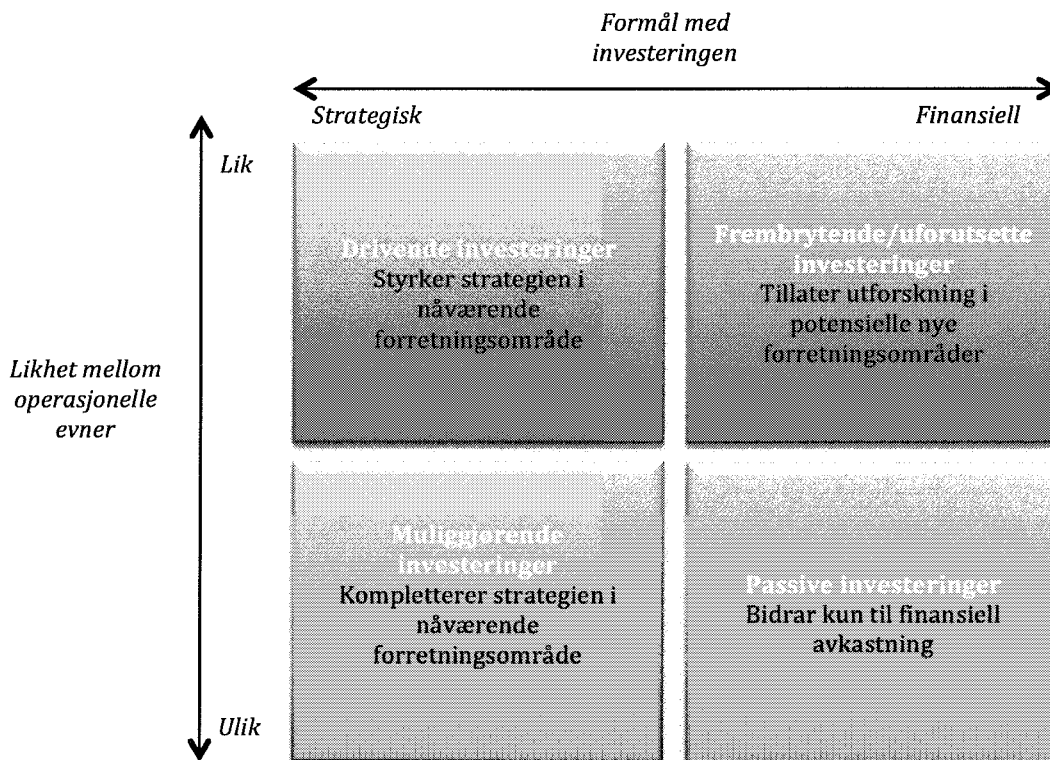 Formål med
investeringen
Strategisk
Finansiell
Lik
Likhet mellom
operasjonelle
evner
Ulik
Drivende investeringer
Styrker strategien i
nåværende
forretningsområde
Frembrytende/uforutsette
investeringer
Tillater utforskning i
potensielle nye
forretningsområder
Muliggjørende
investeringer
Kompletterer strategien i
nåværende
forretningsområde
Passive investeringer
Bidrar kun til finansiell
avkastning